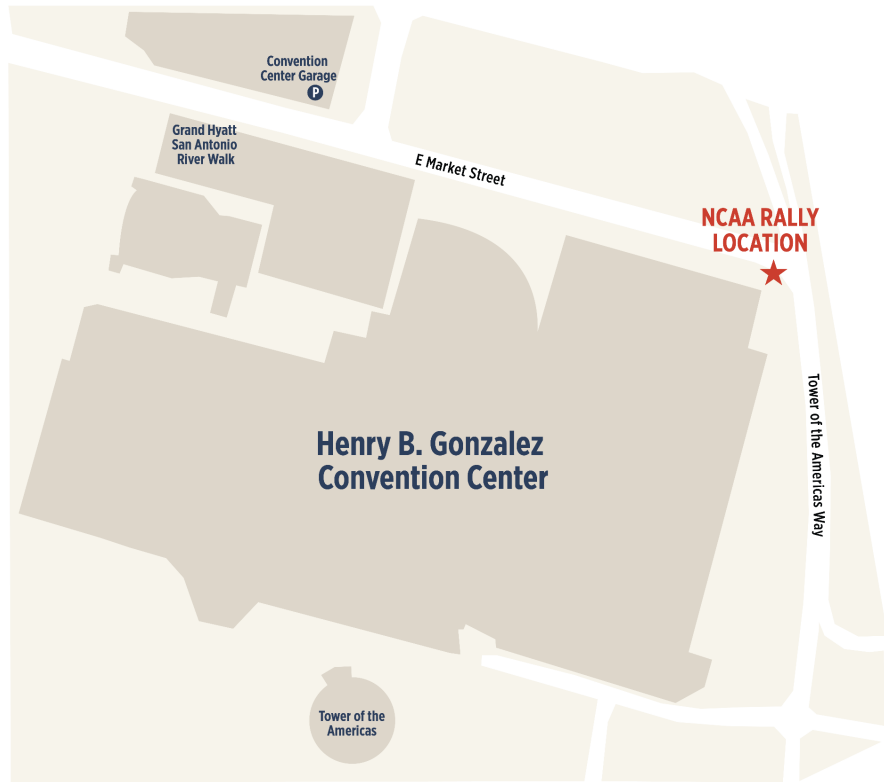 Convention
Center Garage
P
Grand Hyatt
San Antonio
River Walk
E Market Street
NCAA RALLY
LOCATION
Tower of the Americas Way
Henry B. Gonzalez
Convention Center
Tower of the
Americas